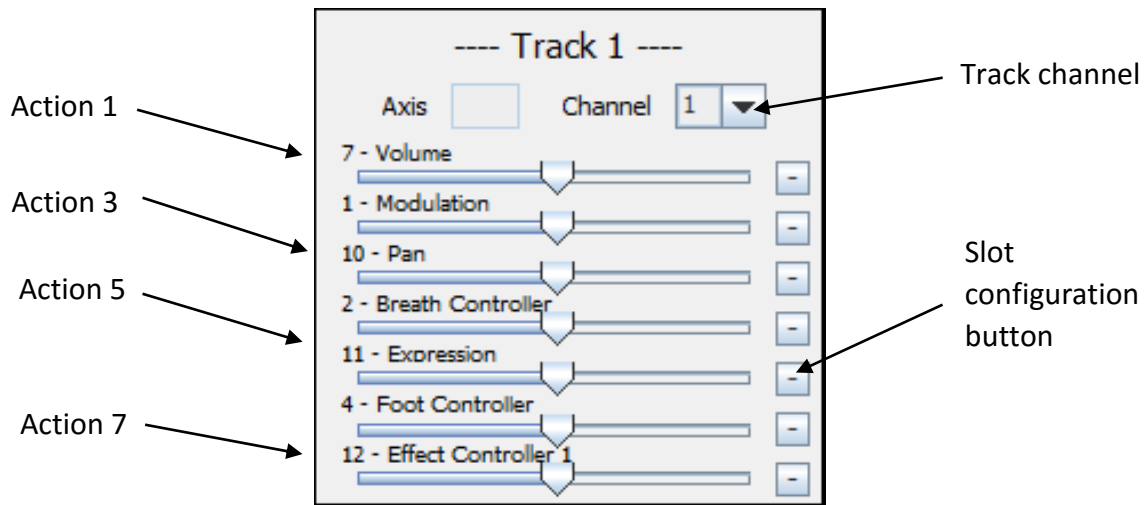 ---- Track 1 ----
Track channel
Action 1
Axis
Channel 1
7 - Volume
-
1 - Modulation
-
Action 3
10 - Pan
-
Slot
configuration
button
Action 5
2 - Breath Controller
-
11 - Expression
-
4 - Foot Controller
-
Action 7
12 - Effect Controller 1
-